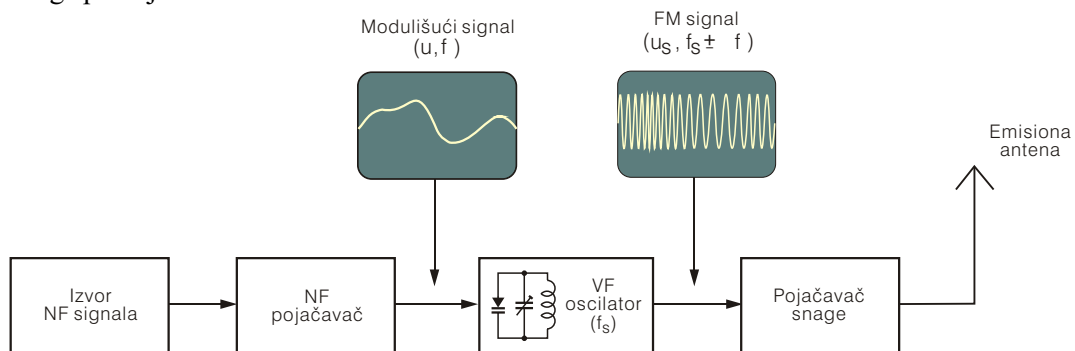 Modulišući signal
(u,f)
FM signal
(uS, fS ± f)
Emisiona
antena
Izvor
NF signala
NF
pojačavač
VF
oscilator
(fs)
Pojačavač
snage